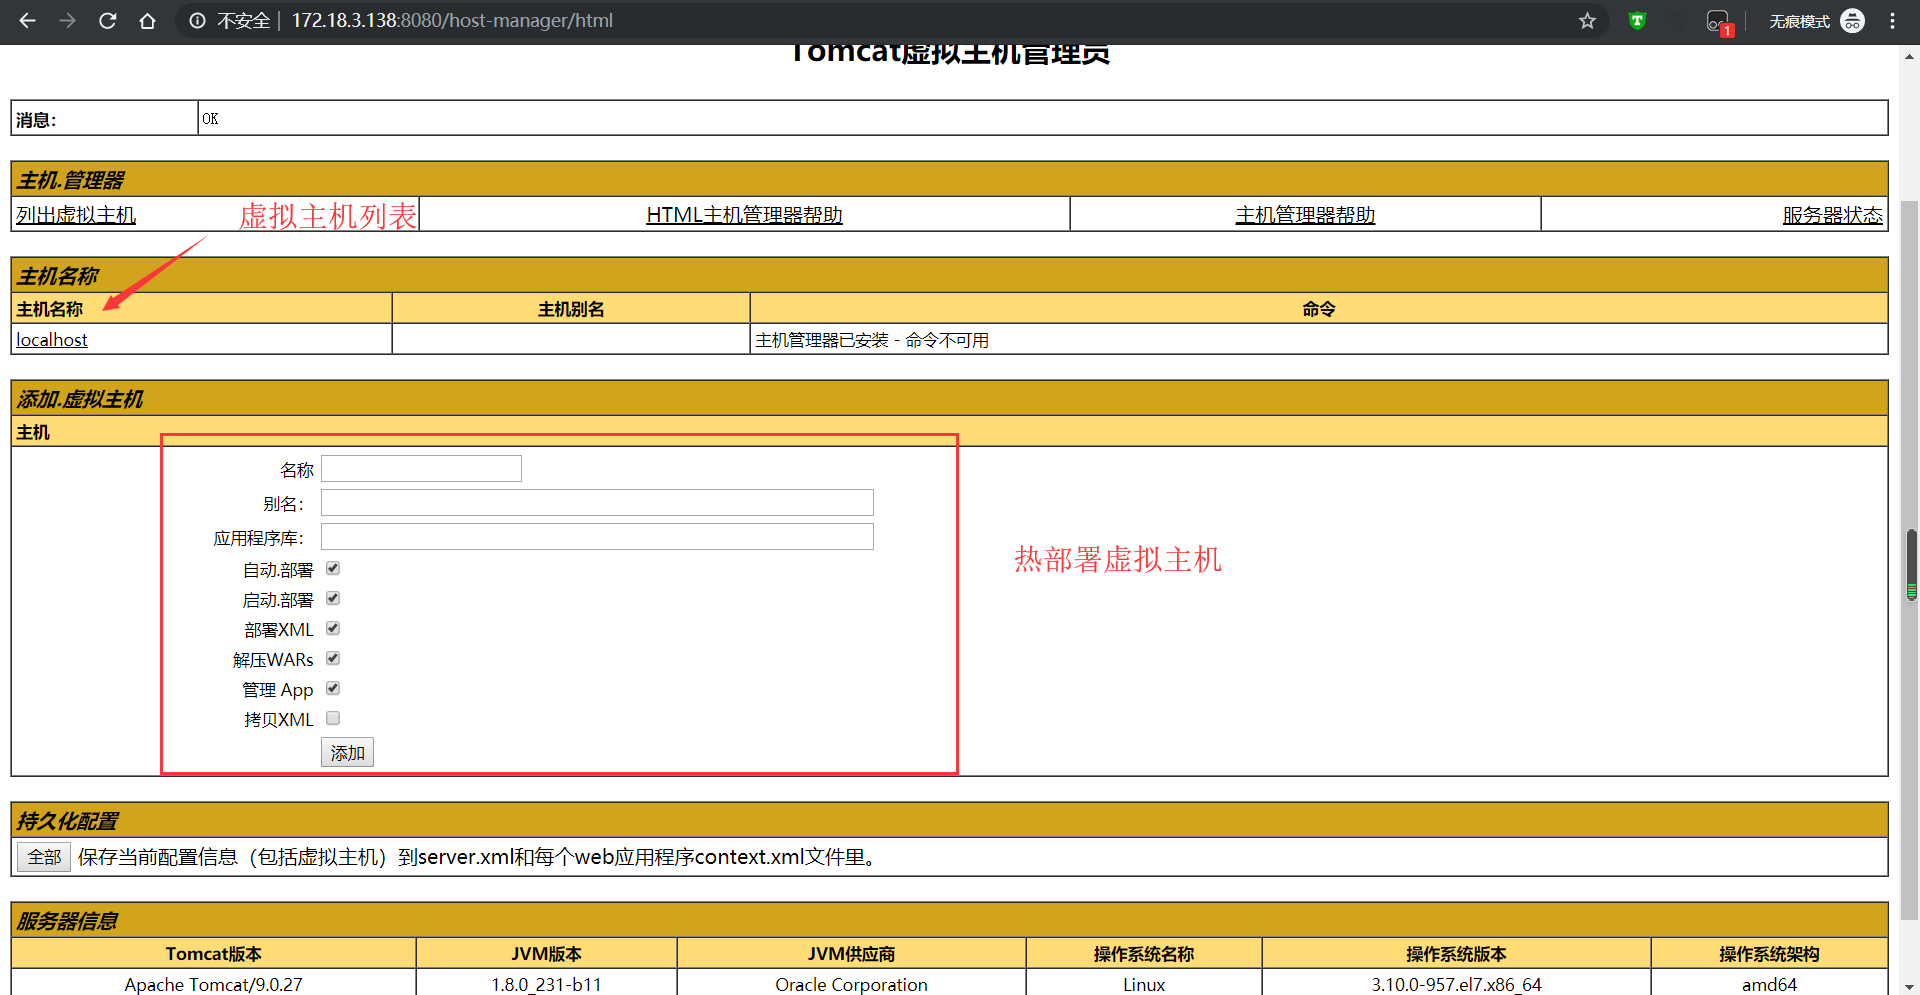 不安全 | 172.18.3.138:8080/host-manager/html
1
无痕模式
Tomcat虚拟主机管理员
消息： OK
主机.管理器
列出虚拟主机 虚拟主机列表 HTML主机管理器帮助 主机管理器帮助 服务器状态
主机名称
主机名称 主机别名 命令
localhost 主机管理器已安装 - 命令不可用
添加.虚拟主机
主机
名称
别名：
应用程序库：
自动.部署
热部署虚拟主机
启动.部署
部署XML
解压WARs
管理 App
拷贝XML
添加
持久化配置
全部 保存当前配置信息（包括虚拟主机）到server.xml和每个web应用程序context.xml文件里。
服务器信息
Tomcat版本 JVM版本 JVM供应商 操作系统名称 操作系统版本 操作系统架构
Apache Tomcat/9.0.27 1.8.0_231-b11 Oracle Corporation Linux 3.10.0-957.el7.x86_64 amd64